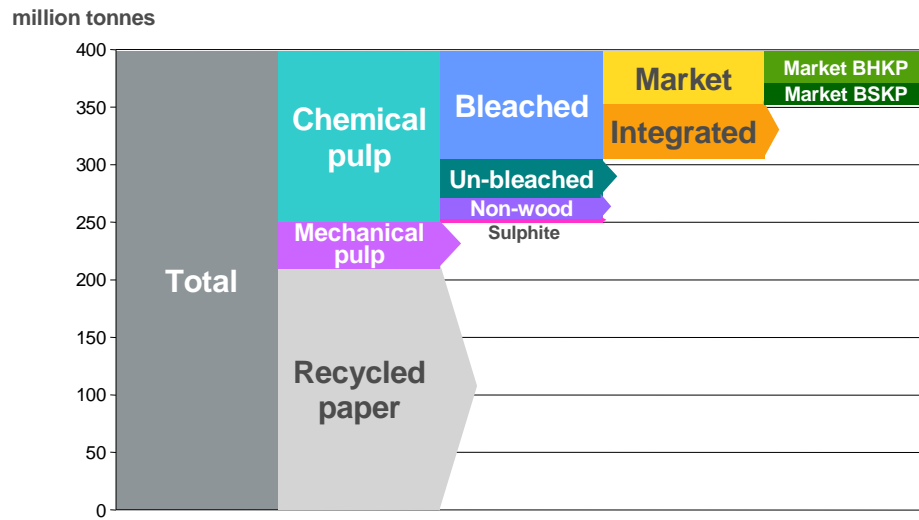 million tonnes
400
350
300
250
200
150
100
50
0
Total
Chemical
pulp
Mechanical
pulp
Recycled
paper
Bleached
Un-bleached
Non-wood
Sulphite
Market
Integrated
Market BHKP
Market BSKP